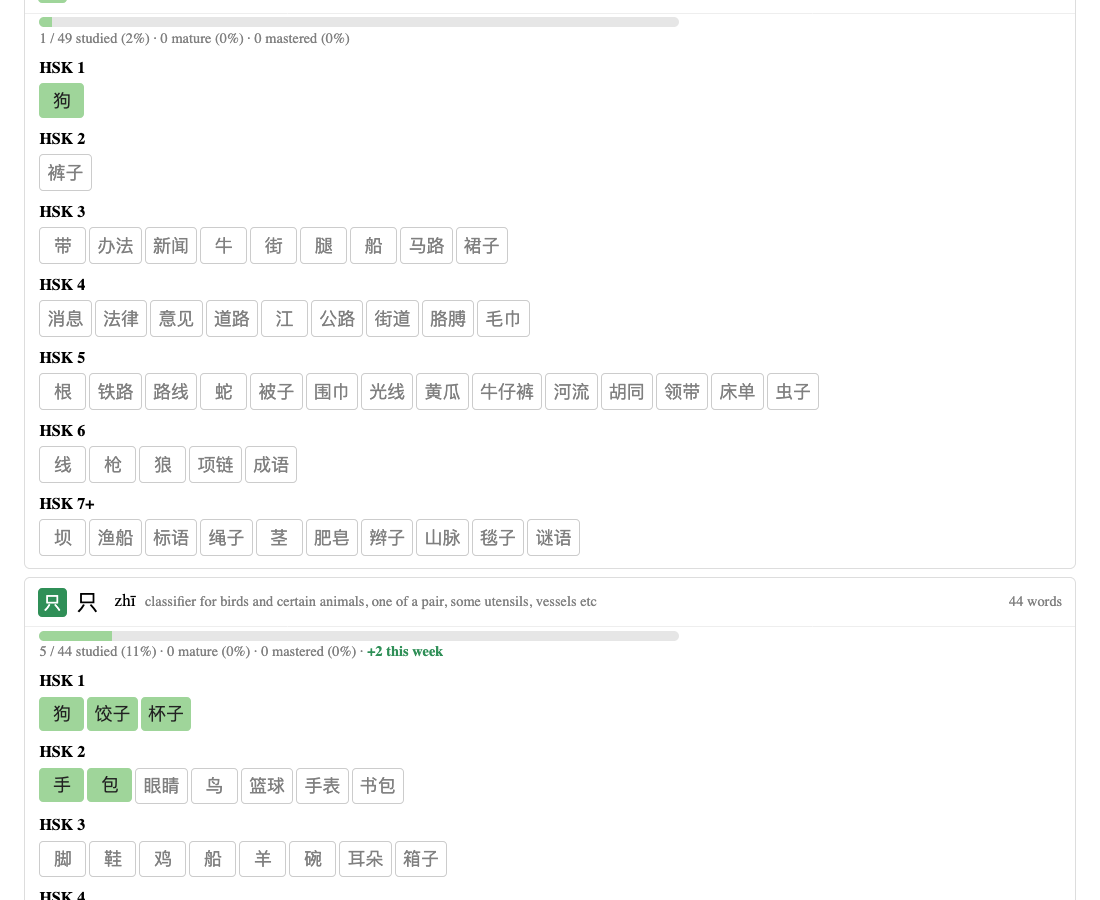 1 / 49 studied (2%) · 0 mature (0%) · 0 mastered (0%)
HSK 1
狗
HSK 2
裤子
HSK 3
带 办法 新闻 牛 街 腿 船 马路 裙子
HSK 4
消息 法律 意见 道路 江 公路 街道 胳膊 毛巾
HSK 5
根 铁路 路线 蛇 被子 围巾 光线 黄瓜 牛仔裤 河流 胡同 领带 床单 虫子
HSK 6
线 枪 狼 项链 成语
HSK 7+
坝 渔船 标语 绳子 茎 肥皂 辫子 山脉 毯子 谜语
只 只 zhī classifier for birds and certain animals, one of a pair, some utensils, vessels etc 44 words
5 / 44 studied (11%) · 0 mature (0%) · 0 mastered (0%) · +2 this week
HSK 1
狗 饺子 杯子
HSK 2
手 包 眼睛 鸟 篮球 手表 书包
HSK 3
脚 鞋 鸡 船 羊 碗 耳朵 箱子
HSK 4